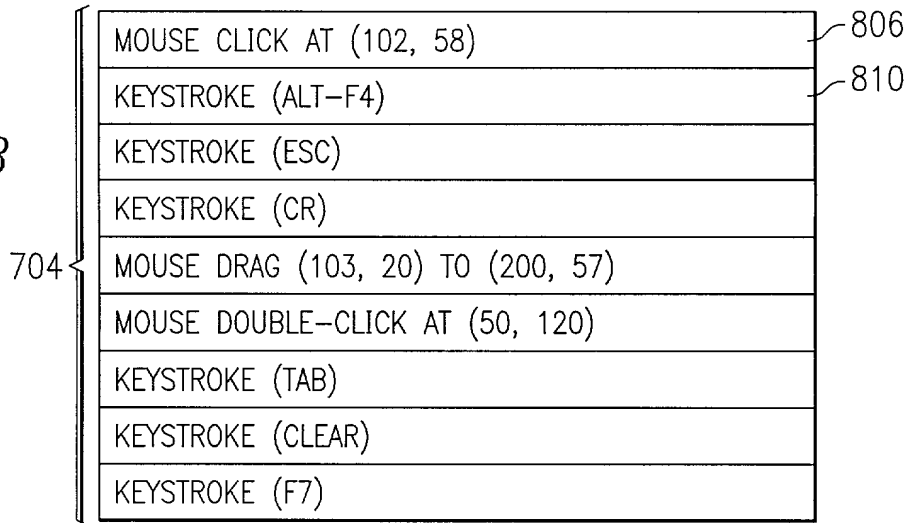 MOUSE CLICK AT (102, 58) 806
KEYSTROKE (ALT-F4) 810
KEYSTROKE (ESC)
KEYSTROKE (CR)
704 MOUSE DRAG (103, 20) TO (200, 57)
MOUSE DOUBLE-CLICK AT (50, 120)
KEYSTROKE (TAB)
KEYSTROKE (CLEAR)
KEYSTROKE (F7)